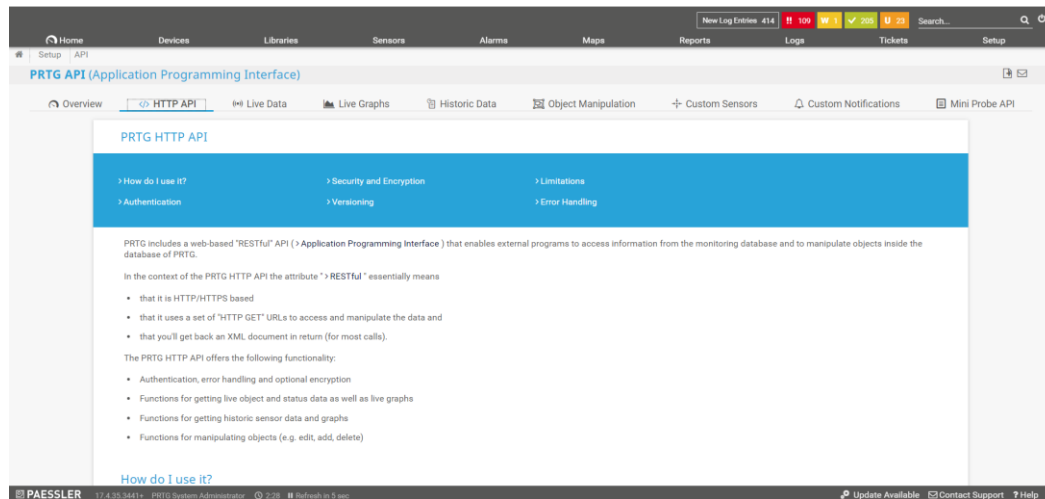 New Log Entries 414 !! 109 W 1 205 U 23 Search...
Home Devices Libraries Sensors Alarms Maps Reports Logs Tickets Setup
Setup API
PRTG API (Application Programming Interface)
Overview </> HTTP API Live Data Live Graphs Historic Data Object Manipulation Custom Sensors Custom Notifications Mini Probe API
PRTG HTTP API
> How do I use it? > Security and Encryption > Limitations
> Authentication > Versioning > Error Handling
PRTG includes a web-based "RESTful" API ( > Application Programming Interface ) that enables external programs to access information from the monitoring database and to manipulate objects inside the
database of PRTG.
In the context of the PRTG HTTP API the attribute " > RESTful " essentially means
• that it is HTTP/HTTPS based
• that it uses a set of "HTTP GET" URLs to access and manipulate the data and
• that you'll get back an XML document in return (for most calls).
The PRTG HTTP API offers the following functionality:
• Authentication, error handling and optional encryption
• Functions for getting live object and status data as well as live graphs
• Functions for getting historic sensor data and graphs
• Functions for manipulating objects (e.g. edit, add, delete)
How do I use it?
PAESSLER 17.4.35.3441+ PRTG System Administrator 2:28 Refresh in 5 sec Update Available Contact Support ? Help